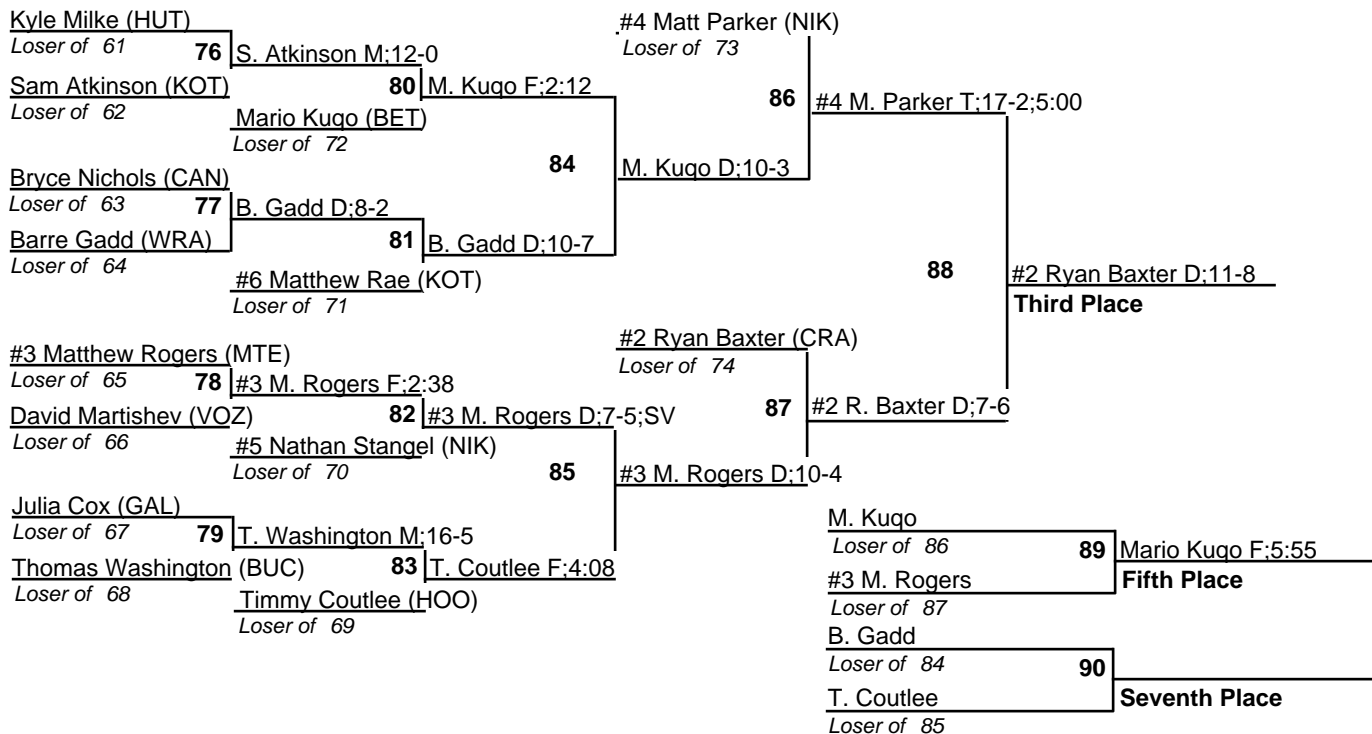 Kyle Milke (HUT)
Loser of 61
76
S. Atkinson M;12-0
Sam Atkinson (KOT)
Loser of 62
80
M. Kuqo F;2:12
Mario Kuqo (BET)
Loser of 72
Bryce Nichols (CAN)
Loser of 63
77
B. Gadd D;8-2
Barre Gadd (WRA)
Loser of 64
81
B. Gadd D;10-7
#6 Matthew Rae (KOT)
Loser of 71
84
M. Kuqo D;10-3
#4 Matt Parker (NIK)
Loser of 73
86
#4 M. Parker T;17-2;5:00
#3 Matthew Rogers (MTE)
Loser of 65
78
#3 M. Rogers F;2:38
David Martishev (VOZ)
Loser of 66
82
#3 M. Rogers D;7-5;SV
#5 Nathan Stangel (NIK)
Loser of 70
Julia Cox (GAL)
Loser of 67
79
T. Washington M;16-5
Thomas Washington (BUC)
Loser of 68
83
T. Coutlee F;4:08
Timmy Coutlee (HOO)
Loser of 69
85
#3 M. Rogers D;10-4
#2 Ryan Baxter (CRA)
Loser of 74
87
#2 R. Baxter D;7-6
88
#2 Ryan Baxter D;11-8
Third Place
M. Kuqo
Loser of 86
89
Mario Kuqo F;5:55
#3 M. Rogers
Fifth Place
Loser of 87
B. Gadd
Loser of 84
90
T. Coutlee
Seventh Place
Loser of 85